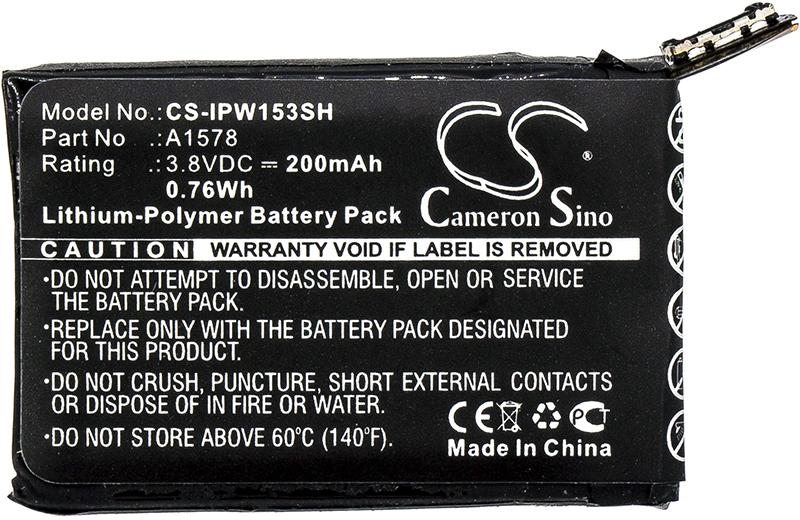 Model No.: CS-IPW153SH
Part No .: A1578
Rating .: 3.8VDC ⎓ 200mAh
0.76Wh
Lithium-Polymer Battery Pack
CS
®
Cameron Sino
CAUTION WARRANTY VOID IF LABEL IS REMOVED
•DO NOT ATTEMPT TO DISASSEMBLE, OPEN OR SERVICE
THE BATTERY PACK.
•REPLACE ONLY WITH THE BATTERY PACK DESIGNATED
FOR THIS PRODUCT.
•DO NOT CRUSH, PUNCTURE, SHORT EXTERNAL CONTACTS
OR DISPOSE OF IN FIRE OR WATER.
•DO NOT STORE ABOVE 60°C (140°F).
CE PCT
Made In China